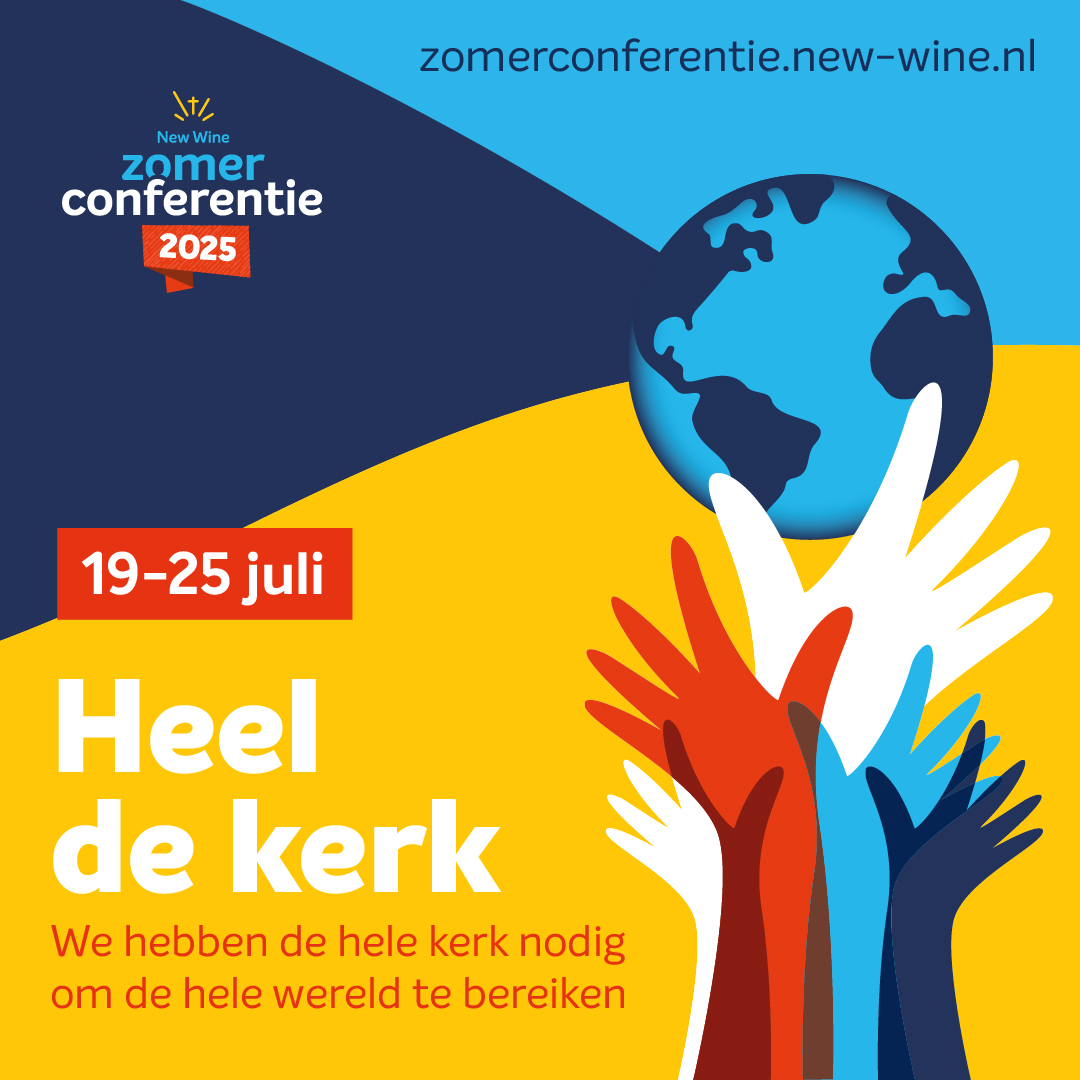 zomerconferentie.new-wine.nl
New Wine
zomer
conferentie
2025
19-25 juli
Heel
de kerk
We hebben de hele kerk nodig
om de hele wereld te bereiken